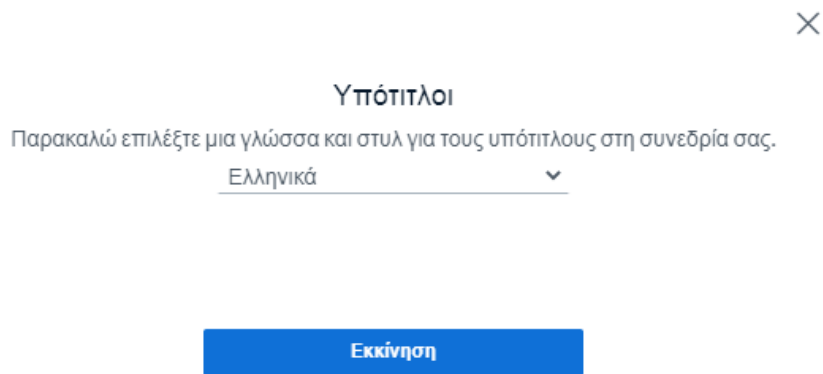 Υπότιτλοι
Παρακαλώ επιλέξτε μια γλώσσα και στυλ για τους υπότιτλους στη συνεδρία σας.
Ελληνικά
Εκκίνηση